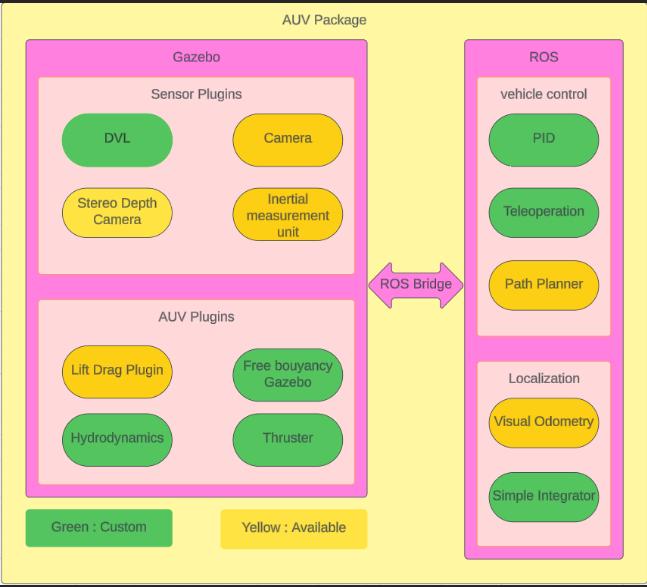 AUV Package
Gazebo
Sensor Plugins
DVL
Camera
Stereo Depth
Camera
Inertial
measurement
unit
AUV Plugins
Lift Drag Plugin
Free bouyancy
Gazebo
Hydrodynamics
Thruster
Green : Custom
Yellow : Available
ROS Bridge
ROS
vehicle control
PID
Teleoperation
Path Planner
Localization
Visual Odometry
Simple Integrator